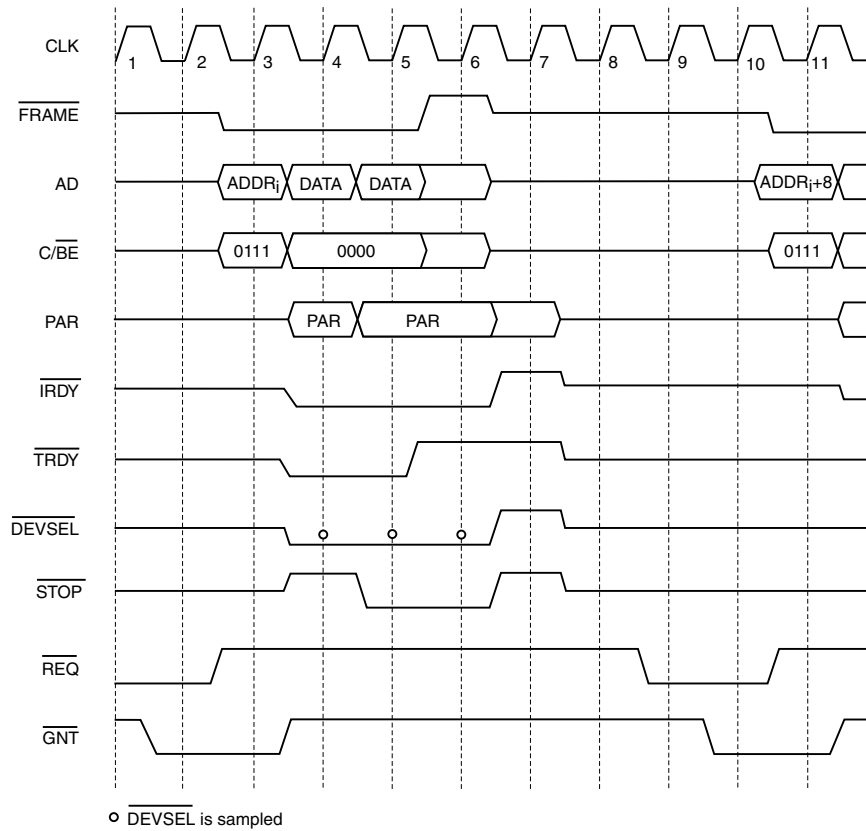 CLK
1 2 3 4 5 6 7 8 9 10 11
FRAME
AD ADDRi DATA DATA ADDRi+8
C/BE 0111 0000 0111
PAR PAR PAR
IRDY
TRDY
DEVSEL
STOP
REQ
GNT
DEVSEL is sampled